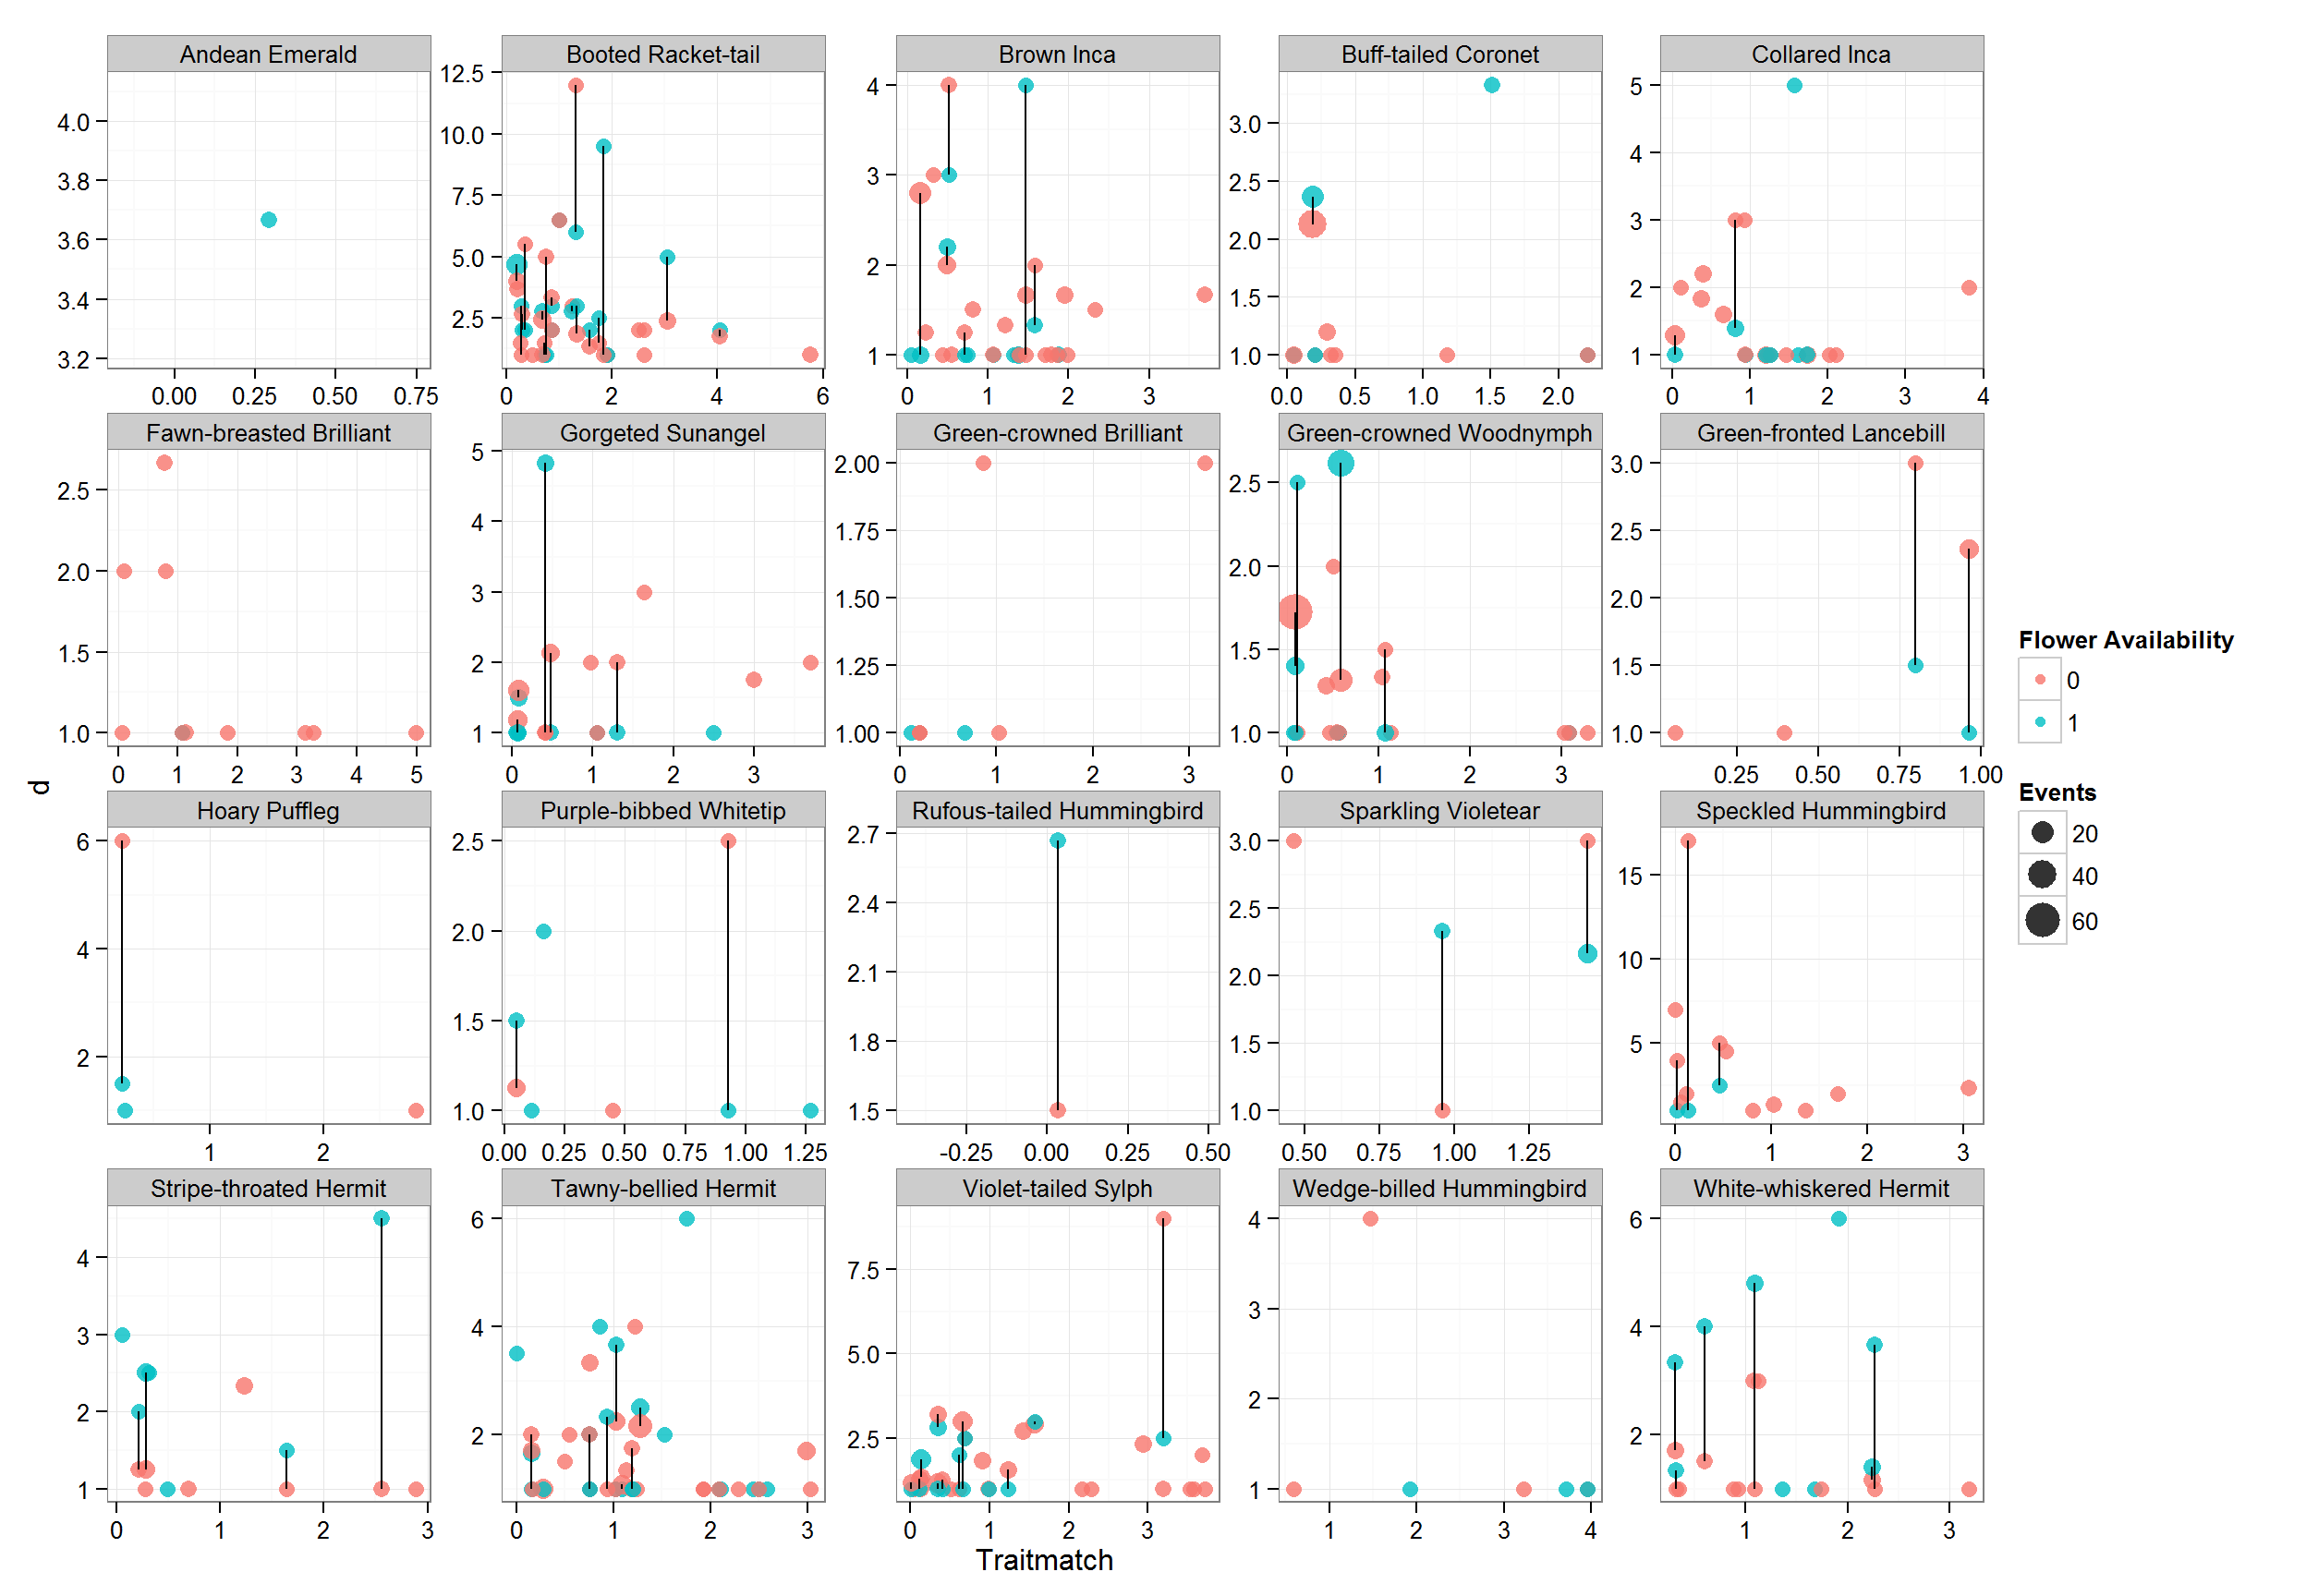 Andean Emerald
Booted Racket-tail
Brown Inca
Buff-tailed Coronet
Collared Inca
4.0
3.8
3.6
3.4
3.2
0.00 0.25 0.50 0.75
12.5
10.0
7.5
5.0
2.5
0 2 4 6
4
3
2
1
0 1 2 3
3.0
2.5
2.0
1.5
1.0
0.0 0.5 1.0 1.5 2.0
5
4
3
2
1
0 1 2 3 4
Fawn-breasted Brilliant
Gorgeted Sunangel
Green-crowned Brilliant
Green-crowned Woodnymph
Green-fronted Lancebill
2.5
2.0
1.5
1.0
0 1 2 3 4 5
5
4
3
2
1
0 1 2 3
2.00
1.75
1.50
1.25
1.00
0 1 2 3
2.5
2.0
1.5
1.0
0 1 2 3
3.0
2.5
2.0
1.5
1.0
0.25 0.50 0.75 1.00
Hoary Puffleg
Purple-bibbed Whitetip
Rufous-tailed Hummingbird
Sparkling Violetear
Speckled Hummingbird
6
4
2
1 2
2.5
2.0
1.5
1.0
0.00 0.25 0.50 0.75 1.00 1.25
2.7
2.4
2.1
1.8
1.5
-0.25 0.00 0.25 0.50
3.0
2.5
2.0
1.5
1.0
0.50 0.75 1.00 1.25
15
10
5
0 1 2 3
Stripe-throated Hermit
Tawny-bellied Hermit
Violet-tailed Sylph
Wedge-billed Hummingbird
White-whiskered Hermit
4
3
2
1
0 1 2 3
6
4
2
0 1 2 3
7.5
5.0
2.5
0 1 2 3
4
3
2
1
1 2 3 4
6
4
2
1 2 3
d
Traitmatch
Flower Availability
0
1
Events
20
40
60